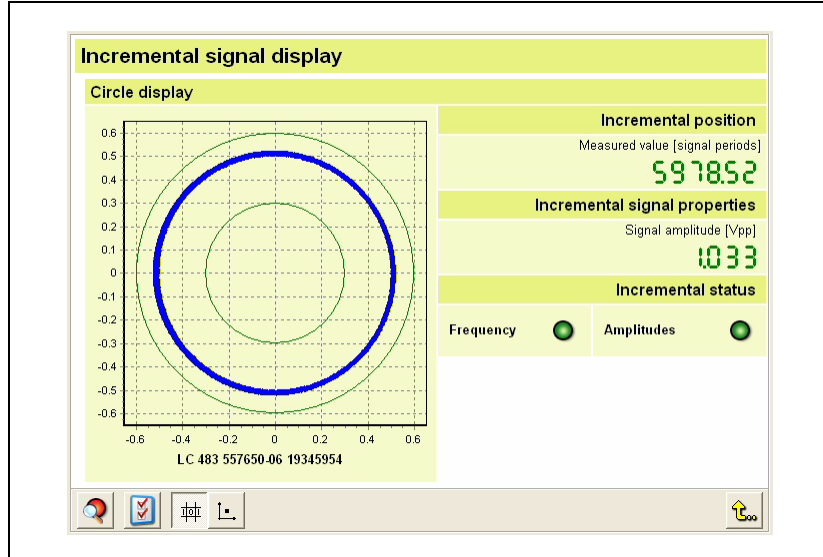 Incremental signal display
Circle display
Incremental position
Measured value [signal periods]
5978.52
Incremental signal properties
Signal amplitude [Vpp]
1.033
Incremental status
Frequency
Amplitudes
0.6
0.5
0.4
0.3
0.2
0.1
0
-0.1
-0.2
-0.3
-0.4
-0.5
-0.6
-0.6 -0.4 -0.2 0 0.2 0.4 0.6
LC 483 557650-06 19345954